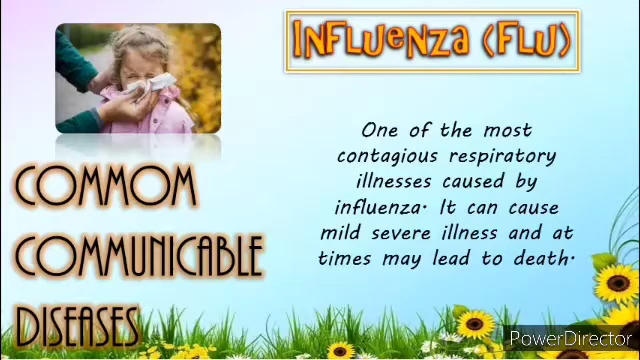 INFLUENZA (FLU)
One of the most
contagious respiratory
illnesses caused by
influenza. It can cause
mild severe illness and at
times may lead to death.
COMMOM
COMMUNICABLE
DISEASES
PowerDirector